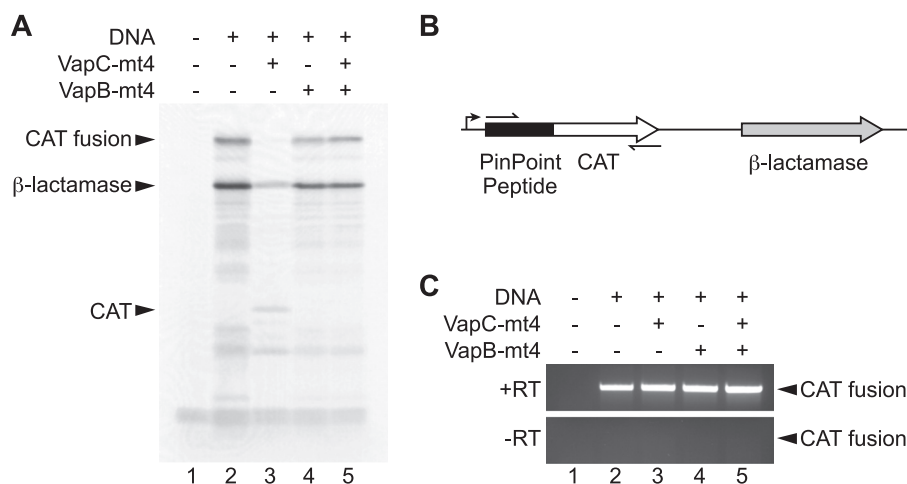 A
DNA - + + + +
VapC-mt4 - - + - +
VapB-mt4 - - - + +
CAT fusion
β-lactamase
CAT
1 2 3 4 5
B
PinPoint CAT β-lactamase
Peptide
C
DNA - + + + +
VapC-mt4 - - + - +
VapB-mt4 - - - + +
+RT CAT fusion
-RT CAT fusion
1 2 3 4 5